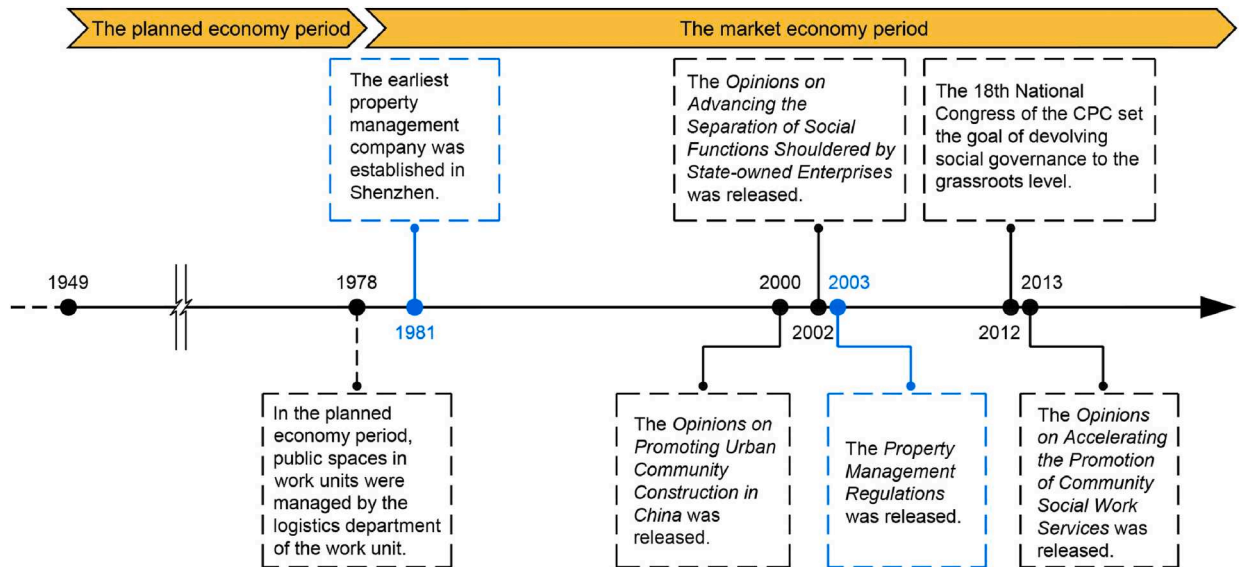 The planned economy period
The market economy period
The earliest
property
management
company was
established in
Shenzhen.
The Opinions on
Advancing the
Separation of Social
Functions Shouldered by
State-owned Enterprises
was released.
The 18th National
Congress of the CPC set
the goal of devolving
social governance to the
grassroots level.
1949
1978
2000
2003
2013
1981
2002
2012
In the planned
economy period,
public spaces in
work units were
managed by the
logistics department
of the work unit.
The Opinions on
Promoting Urban
Community
Construction in
China was
released.
The Property
Management
Regulations
was released.
The Opinions
on Accelerating
the Promotion
of Community
Social Work
Services was
released.